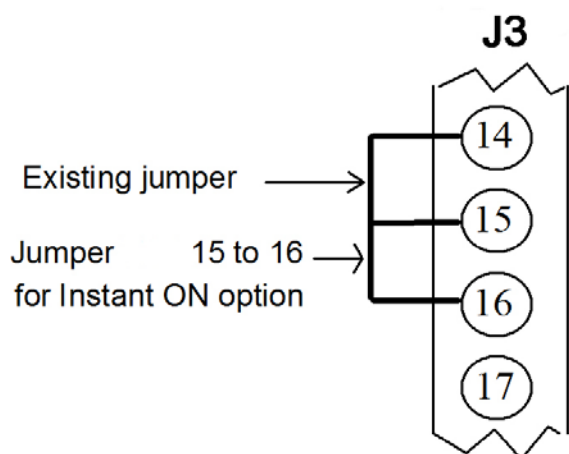 J3
14
Existing jumper
15
Jumper 15 to 16
for Instant ON option
16
17